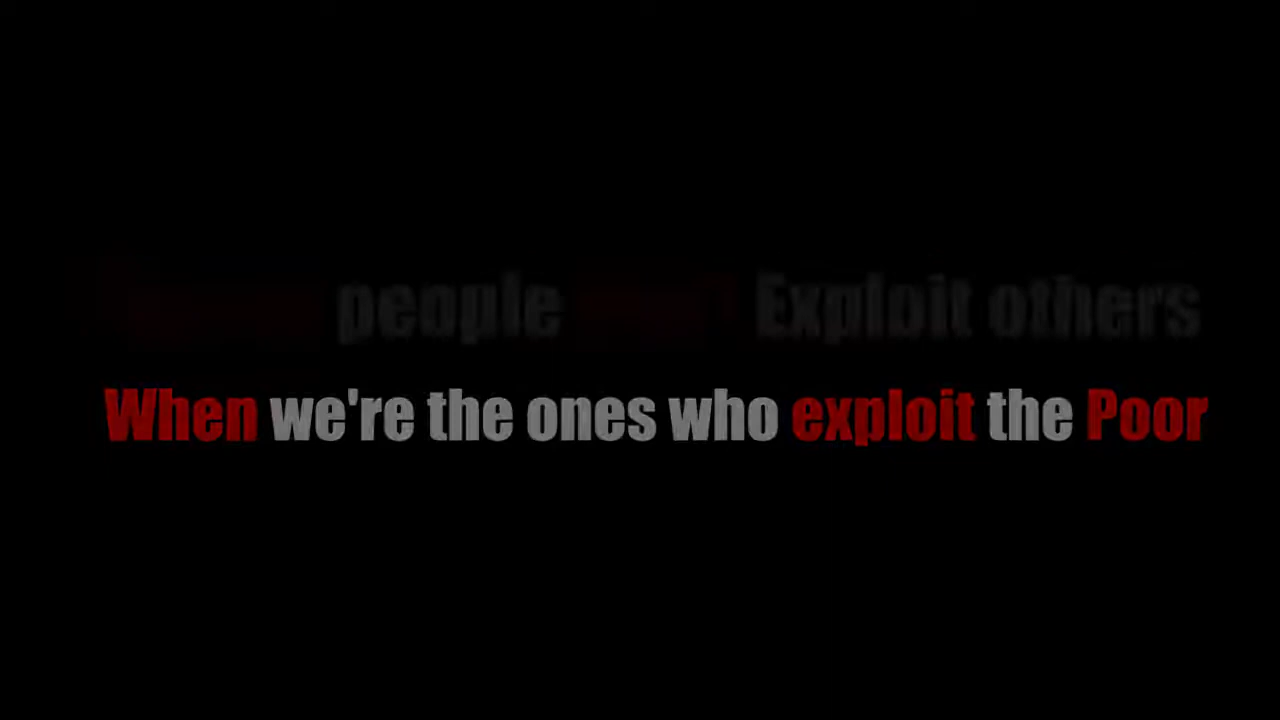 people Exploit others
When we're the ones who exploit the Poor